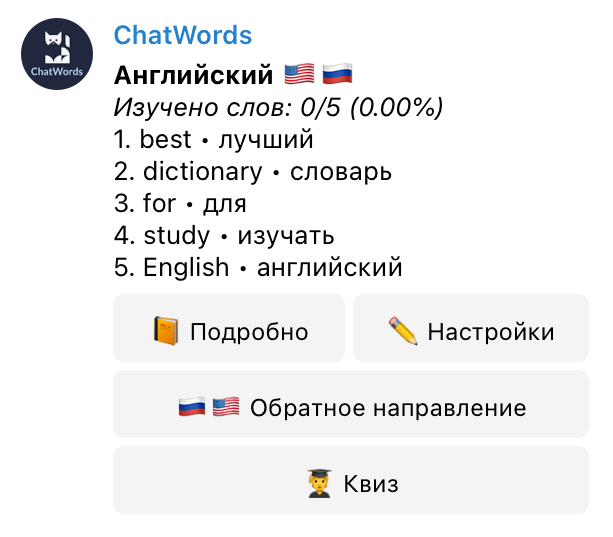 ChatWords
ChatWords
Английский 🇺🇸 🇷🇺
Изучено слов: 0/5 (0.00%)
1. best • лучший
2. dictionary • словарь
3. for • для
4. study • изучать
5. English • английский
📔 Подробно
✏️ Настройки
🇷🇺 🇺🇸 Обратное направление
👨‍🎓 Квиз